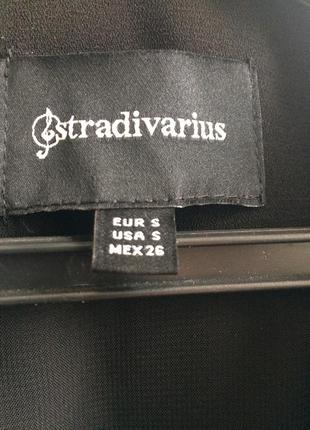 stradivarius
EUR S
USA S
MEX 26